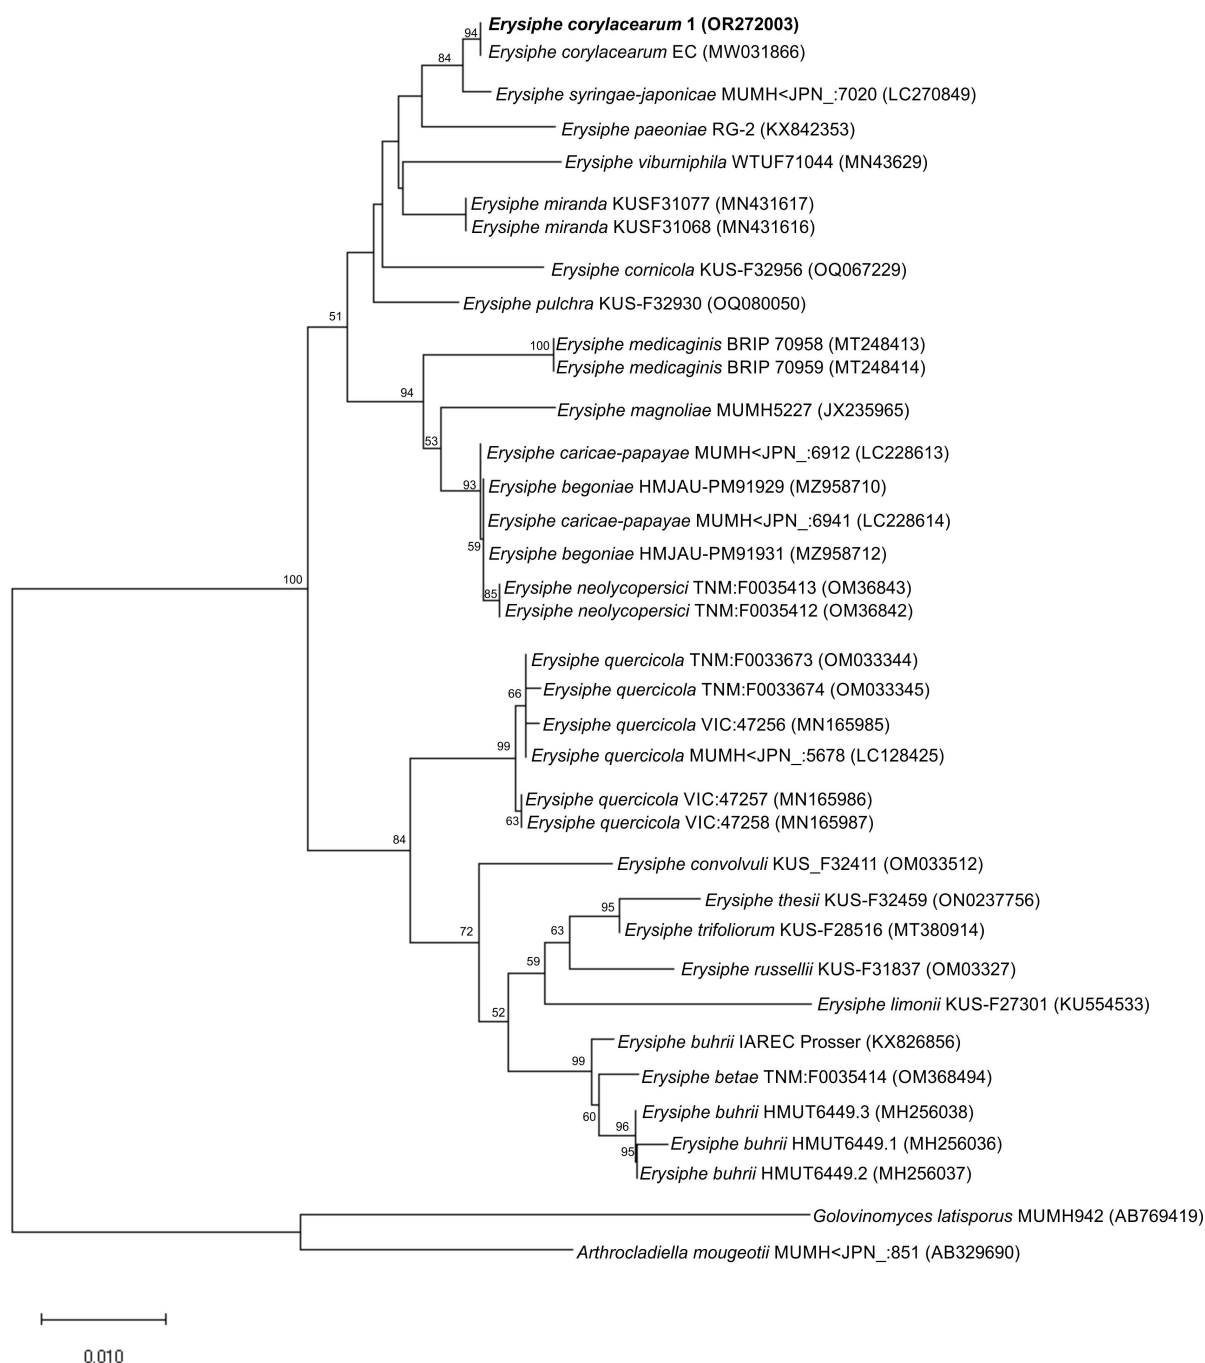 Erysiphe corylacearum 1 (OR272003)
94
Erysiphe corylacearum EC (MW031866)
84
Erysiphe syringae-japonicae MUMH<JPN_:7020 (LC270849)
Erysiphe paeoniae RG-2 (KX842353)
Erysiphe viburniphila WTUF71044 (MN43629)
Erysiphe miranda KUSF31077 (MN431617)
Erysiphe miranda KUSF31068 (MN431616)
Erysiphe cornicola KUS-F32956 (OQ067229)
Erysiphe pulchra KUS-F32930 (OQ080050)
51
100
Erysiphe medicaginis BRIP 70958 (MT248413)
Erysiphe medicaginis BRIP 70959 (MT248414)
94
Erysiphe magnoliae MUMH5227 (JX235965)
53
Erysiphe caricae-papayae MUMH<JPN_:6912 (LC228613)
93
Erysiphe begoniae HMJAU-PM91929 (MZ958710)
Erysiphe caricae-papayae MUMH<JPN_:6941 (LC228614)
59
Erysiphe begoniae HMJAU-PM91931 (MZ958712)
100
85
Erysiphe neolycopersici TNM:F0035413 (OM36843)
Erysiphe neolycopersici TNM:F0035412 (OM36842)
Erysiphe quercicola TNM:F0033673 (OM033344)
66
Erysiphe quercicola TNM:F0033674 (OM033345)
Erysiphe quercicola VIC:47256 (MN165985)
99
Erysiphe quercicola MUMH<JPN_:5678 (LC128425)
Erysiphe quercicola VIC:47257 (MN165986)
63
Erysiphe quercicola VIC:47258 (MN165987)
84
Erysiphe convolvuli KUS_F32411 (OM033512)
Erysiphe thesii KUS-F32459 (ON0237756)
95
Erysiphe trifoliorum KUS-F28516 (MT380914)
72
63
59
Erysiphe russellii KUS-F31837 (OM03327)
Erysiphe limonii KUS-F27301 (KU554533)
52
Erysiphe buhrii IAREC Prosser (KX826856)
99
Erysiphe betae TNM:F0035414 (OM368494)
60
Erysiphe buhrii HMUT6449.3 (MH256038)
96
Erysiphe buhrii HMUT6449.1 (MH256036)
95
Erysiphe buhrii HMUT6449.2 (MH256037)
Golovinomyces latisporus MUMH942 (AB769419)
Arthrocladiella mougeotii MUMH<JPN_:851 (AB329690)
0.010